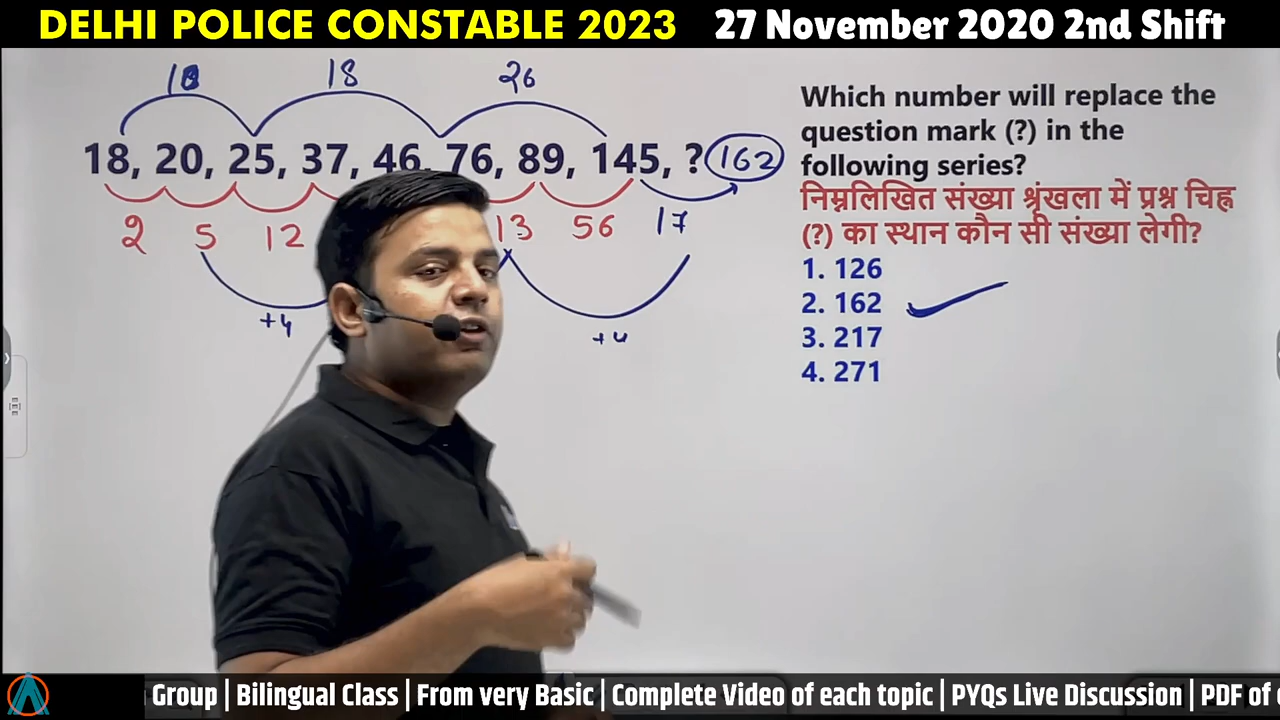 DELHI POLICE CONSTABLE 2023 27 November 2020 2nd Shift
18 26
18, 20, 25, 37, 46, 76, 89, 145, ? 162
2 5 12 13 56 17
+4 +4
Which number will replace the
question mark (?) in the
following series?
निम्नलिखित संख्या श्रृंखला में प्रश्न चिह्न
(?) का स्थान कौन सी संख्या लेगी?
1. 126
2. 162
3. 217
4. 271
Group | Bilingual Class | From very Basic | Complete Video of each topic | PYQs Live Discussion | PDF of